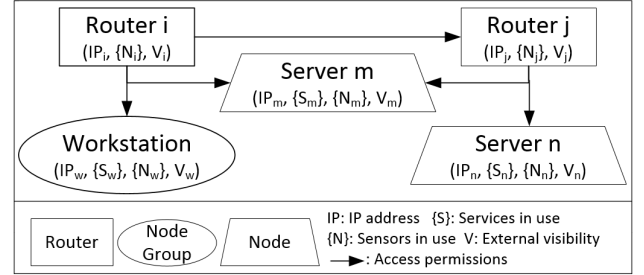 Router i
(IPi, {Ni}, Vi)
Router j
(IPj, {Nj}, Vj)
Server m
(IPm, {Sm}, {Nm}, Vm)
Workstation
(IPw, {Sw}, {Nw}, Vw)
Server n
(IPn, {Sn}, {Nn}, Vn)
Router
Node
Group
Node
IP: IP address {S}: Services in use
{N}: Sensors in use V: External visibility
: Access permissions